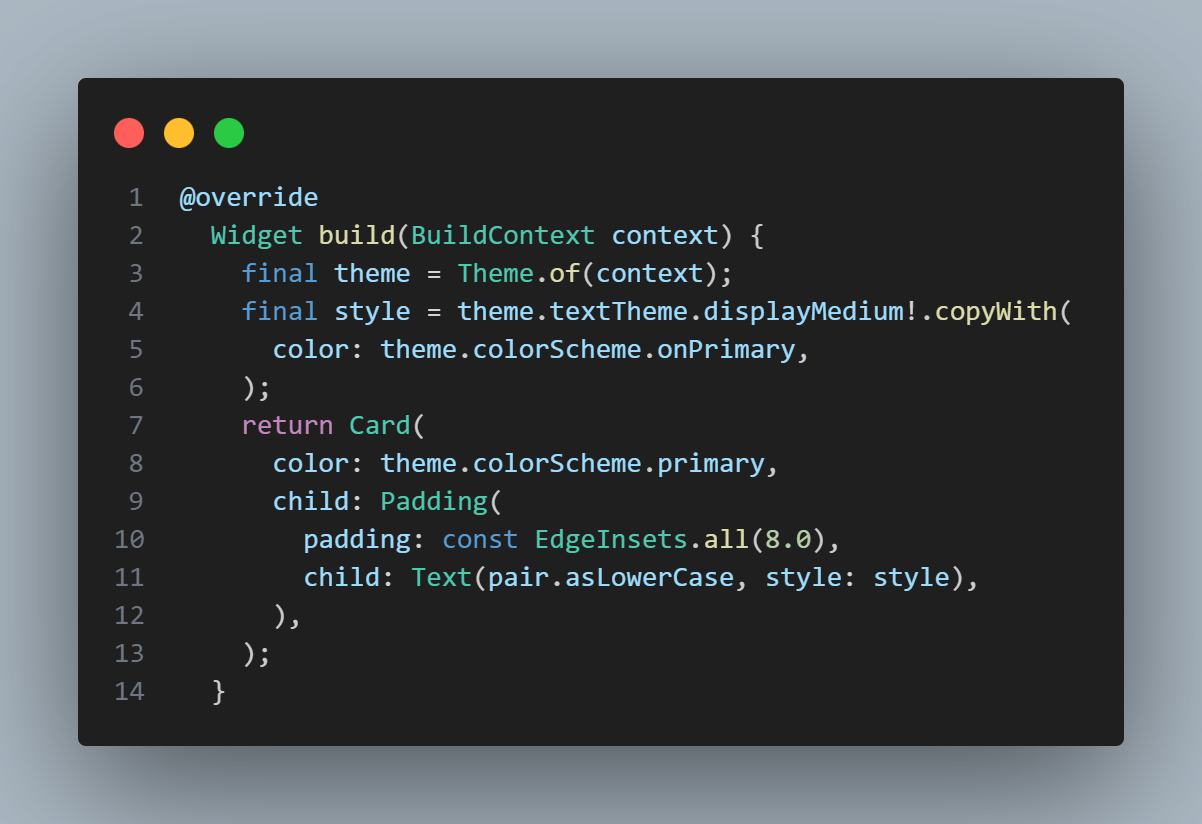 1 @override
2   Widget build(BuildContext context) {
3     final theme = Theme.of(context);
4     final style = theme.textTheme.displayMedium!.copyWith(
5       color: theme.colorScheme.onPrimary,
6     );
7     return Card(
8       color: theme.colorScheme.primary,
9       child: Padding(
10         padding: const EdgeInsets.all(8.0),
11         child: Text(pair.asLowerCase, style: style),
12       ),
13     );
14   }